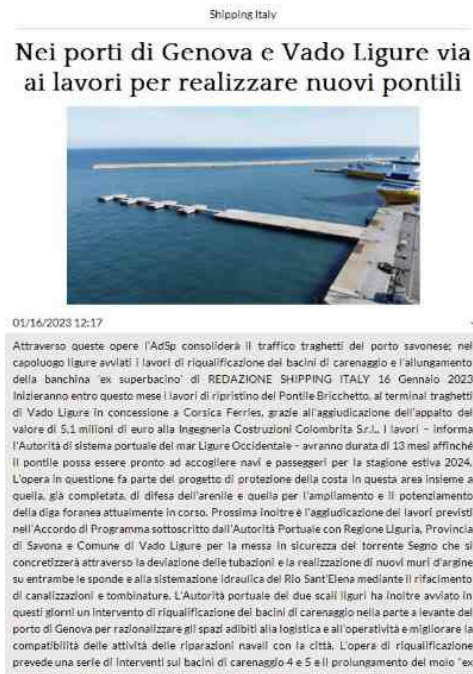 Shipping Italy
Nei porti di Genova e Vado Ligure via
ai lavori per realizzare nuovi pontili
01/16/2023 12:17
Attraverso queste opere l'AdSp consoliderà il traffico traghetti del porto savonese; nel
capoluogo ligure avviati i lavori di riqualificazione dei bacini di carenaggio e l'allungamento
della banchina 'ex superbacino' di REDAZIONE SHIPPING ITALY 16 Gennaio 2023
Inizieranno entro questo mese i lavori di ripristino del Pontile Bricchetto, al terminal traghetti
di Vado Ligure in concessione a Corsica Ferries, grazie all'aggiudicazione dell'appalto del
valore di 5,1 milioni di euro alla Ingegneria Costruzioni Colombrita S.r.l.. I lavori – informa
l'Autorità di sistema portuale del mar Ligure Occidentale – avranno durata di 13 mesi affinché
il pontile possa essere pronto ad accogliere navi e passeggeri per la stagione estiva 2024.
L'opera in questione fa parte del progetto di protezione della costa in questa area insieme a
quella, già completata, di difesa dell'arenile e quella per l'ampliamento e il potenziamento
della diga foranea attualmente in corso. Prossima inoltre è l'aggiudicazione dei lavori previsti
nell'Accordo di Programma sottoscritto dall'Autorità Portuale con Regione Liguria, Provincia
di Savona e Comune di Vado Ligure per la messa in sicurezza del torrente Segno che si
concretizzerà attraverso la deviazione delle tubazioni e la realizzazione di nuovi muri d'argine
su entrambe le sponde e alla sistemazione idraulica del Rio Sant'Elena mediante il rifacimento
di canalizzazioni e tombinature. L'Autorità portuale dei due scali liguri ha inoltre avviato in
questi giorni un intervento di riqualificazione dei bacini di carenaggio nella parte a levante del
porto di Genova per razionalizzare gli spazi adibiti alla logistica e all'operatività e migliorare la
compatibilità delle attività delle riparazioni navali con la città. L'opera di riqualificazione
prevede una serie di interventi sui bacini di carenaggio 4 e 5 e il prolungamento del molo "ex